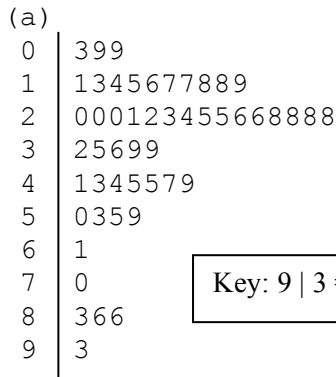 (a)
0 | 399
1 | 1345677889
2 | 000123455668888
3 | 25699
4 | 1345579
5 | 0359
6 | 1
7 | 0
Key: 9 | 3
8 | 366
9 | 3